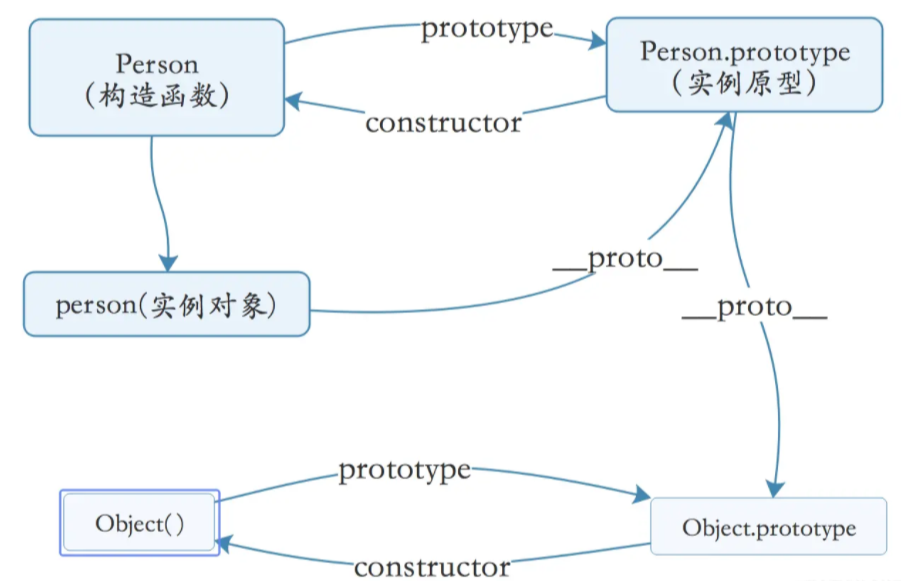 prototype
Person
(构造函数)
Person.prototype
(实例原型)
constructor
__proto__
person(实例对象)
__proto__
prototype
Object()
Object.prototype
constructor